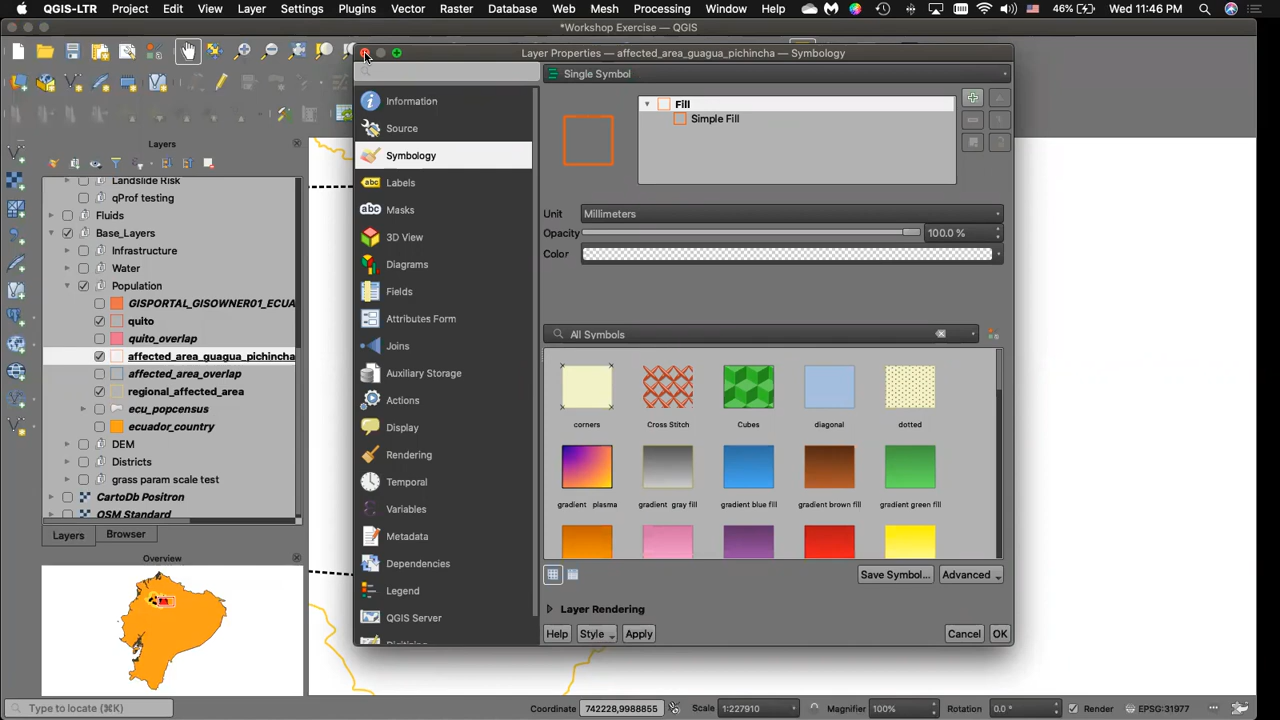 QGIS-LTR Project Edit View Layer Settings Plugins Vector Raster Database Web Mesh Processing Window 46% Wed 11:46 PM
*Workshop Exercise — QGIS
Layer Properties — affected_area_guagua_pichincha — Symbology
Single Symbol
Information
Source
Symbology
Labels
Masks
3D View
Diagrams
Fields
Attributes Form
Joins
Auxiliary Storage
Actions
Display
Rendering
Temporal
Variables
Metadata
Dependencies
Legend
QGIS Server
Fill
Simple Fill
Unit Millimeters
Opacity 100.0 %
Color
All Symbols
corners Cross Stitch Cubes diagonal dotted
gradient plasma gradient gray fill gradient blue fill gradient brown fill gradient green fill
Save Symbol... Advanced
Layer Rendering
Help Style Apply Cancel OK
Layers
Landslide Risk
qProf testing
Fluids
Base_Layers
Infrastructure
Water
Population
GISPORTAL_GISOWNER01_ECUA
quito
quito_overlap
affected_area_guagua_pichincha
affected_area_overlap
regional_affected_area
ecu_popcensus
ecuador_country
DEM
Districts
grass param scale test
CartoDb Positron
OSM Standard
Layers Browser
Overview
Type to locate (⌘K) Coordinate 742228,9988855 Scale 1:227910 Magnifier 100% Rotation 0.0 ° Render EPSG:31977